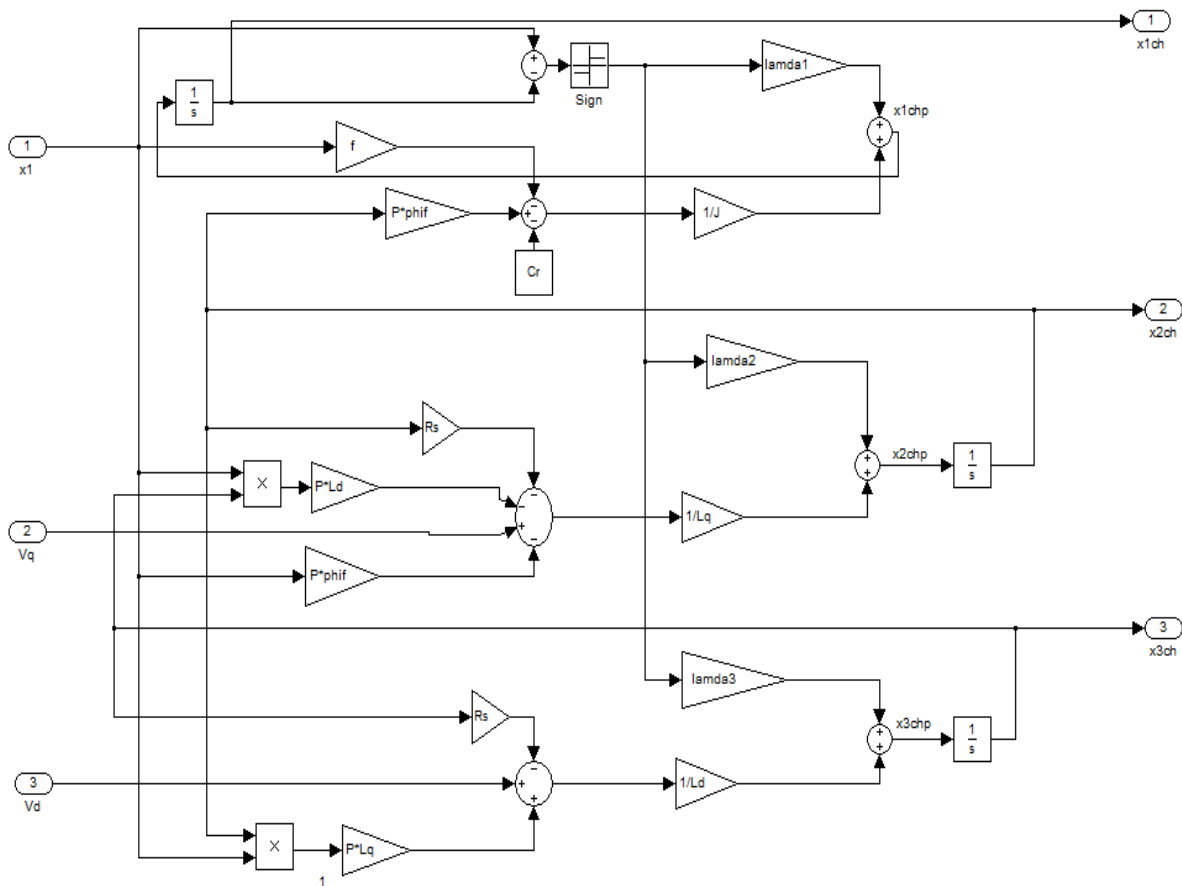 1
x1ch
+
−
Sign
lamda1
1
s
x1chp
+
+
1
x1
f
P*phif
−
+
−
1/J
Cr
2
x2ch
lamda2
Rs
x2chp
+
+
1
s
×
P*Ld
−
−
+
−
1/Lq
2
Vq
P*phif
3
x3ch
lamda3
Rs
x3chp
+
+
1
s
−
+
+
1/Ld
3
Vd
×
P*Lq
1